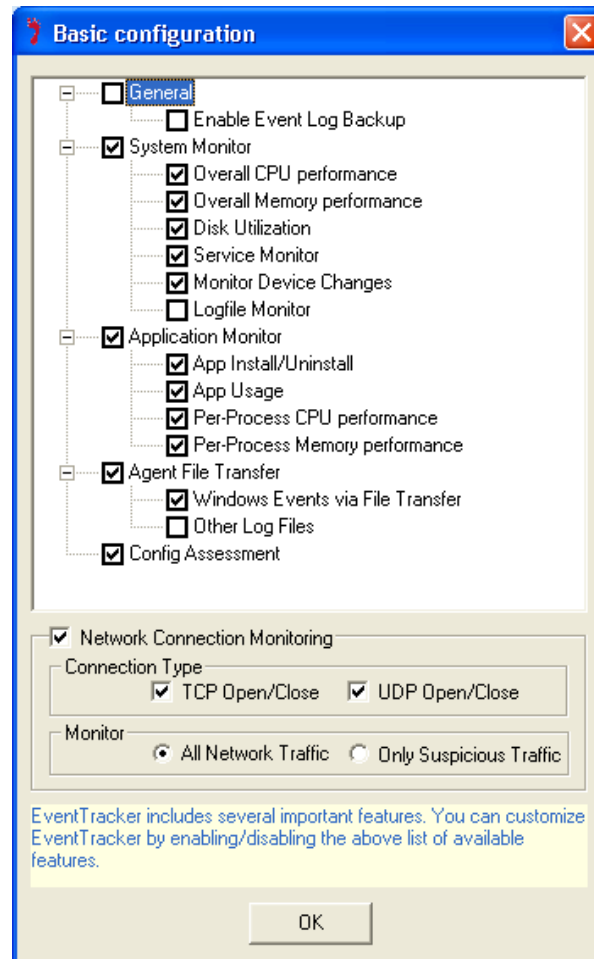 Basic configuration
General
Enable Event Log Backup
System Monitor
Overall CPU performance
Overall Memory performance
Disk Utilization
Service Monitor
Monitor Device Changes
Logfile Monitor
Application Monitor
App Install/Uninstall
App Usage
Per-Process CPU performance
Per-Process Memory performance
Agent File Transfer
Windows Events via File Transfer
Other Log Files
Config Assessment
Network Connection Monitoring
Connection Type
TCP Open/Close UDP Open/Close
Monitor
All Network Traffic Only Suspicious Traffic
EventTracker includes several important features. You can customize
EventTracker by enabling/disabling the above list of available
features.
OK